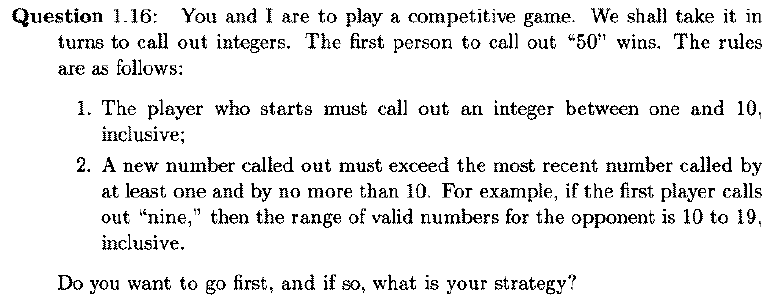 Question 1.16: You and I are to play a competitive game. We shall take it in
turns to call out integers. The first person to call out “50” wins. The rules
are as follows:
1. The player who starts must call out an integer between one and 10,
inclusive;
2. A new number called out must exceed the most recent number called by
at least one and by no more than 10. For example, if the first player calls
out “nine,” then the range of valid numbers for the opponent is 10 to 19,
inclusive.
Do you want to go first, and if so, what is your strategy?